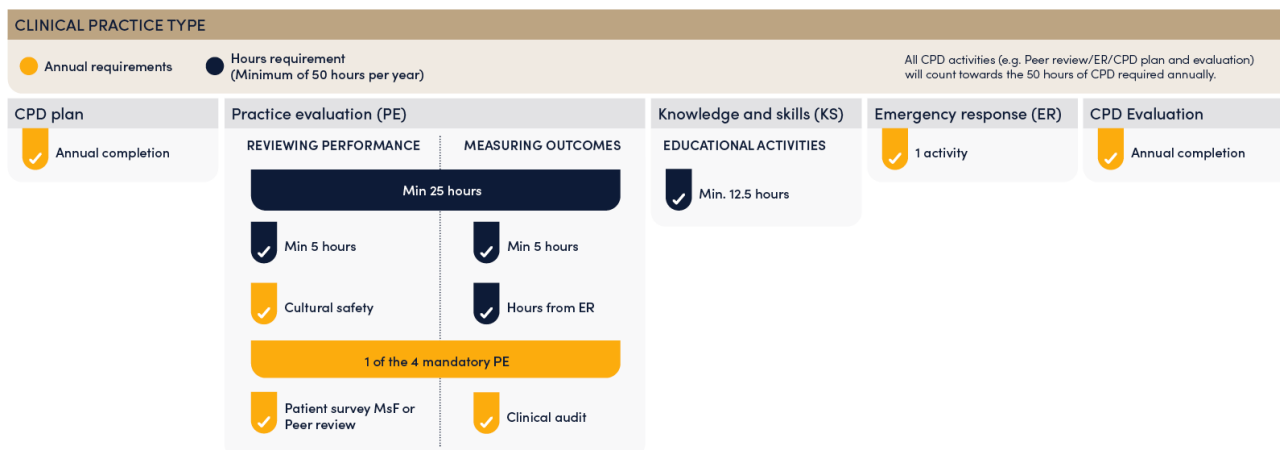 CLINICAL PRACTICE TYPE
Annual requirements
Hours requirement
(Minimum of 50 hours per year)
All CPD activities (e.g. Peer review/ER/CPD plan and evaluation)
will count towards the 50 hours of CPD required annually.
CPD plan
Annual completion
Practice evaluation (PE)
REVIEWING PERFORMANCE
MEASURING OUTCOMES
Min 25 hours
Min 5 hours
Min 5 hours
Cultural safety
Hours from ER
1 of the 4 mandatory PE
Patient survey MsF or
Peer review
Clinical audit
Knowledge and skills (KS)
EDUCATIONAL ACTIVITIES
Min. 12.5 hours
Emergency response (ER)
1 activity
CPD Evaluation
Annual completion